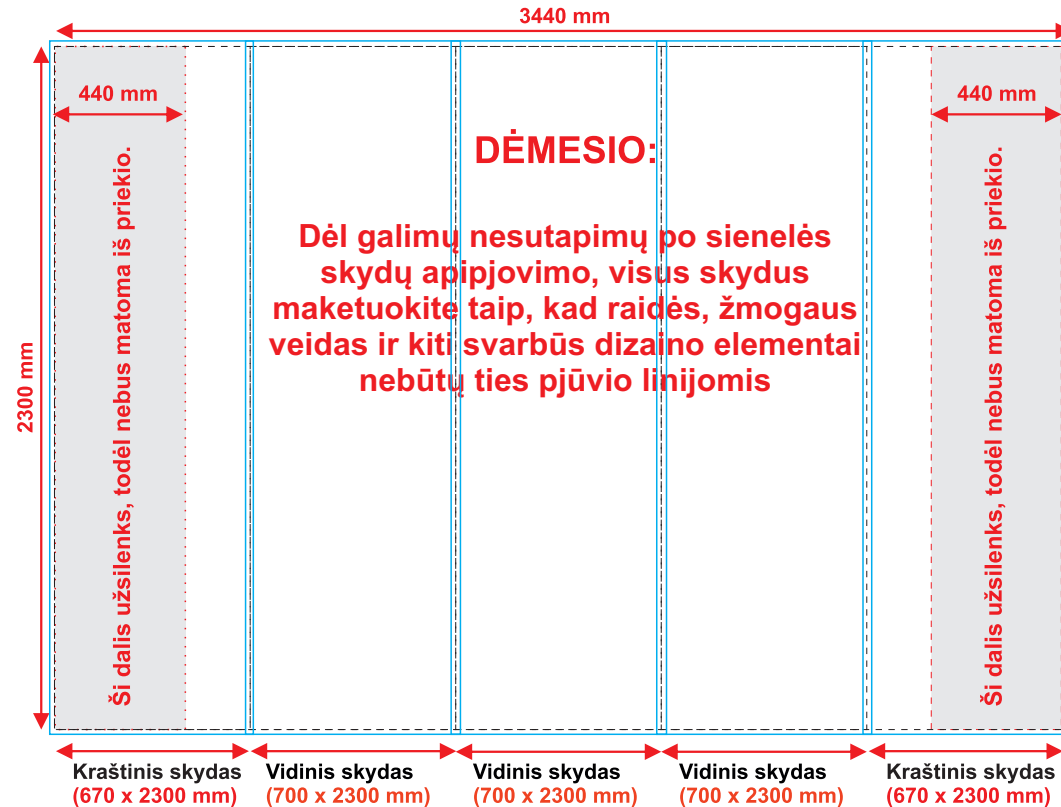 3440 mm
440 mm
440 mm
2300 mm
Ši dalis užsilenks, todėl nebus matoma iš priekio.
DĖMESIO:
Dėl galimų nesutapimų po sienelės
skydų apipjovimo, visus skydus
maketuokite taip, kad raidės, žmogaus
veidas ir kiti svarbūs dizaino elementai
nebūtų ties pjūvio linijomis
Ši dalis užsilenks, todėl nebus matoma iš priekio.
Kraštinis skydas
(670 x 2300 mm)
Vidinis skydas
(700 x 2300 mm)
Vidinis skydas
(700 x 2300 mm)
Vidinis skydas
(700 x 2300 mm)
Kraštinis skydas
(670 x 2300 mm)